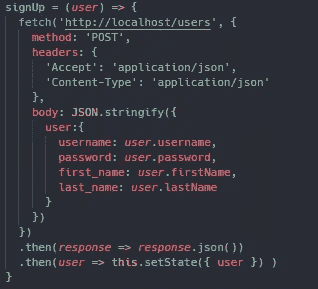 signUp = (user) => {
  fetch('http://localhost/users', {
    method: 'POST',
    headers: {
      'Accept': 'application/json',
      'Content-Type': 'application/json'
    },
    body: JSON.stringify({
      user:{
        username: user.username,
        password: user.password,
        first_name: user.firstName,
        last_name: user.lastName
      }
    })
  })
  .then(response => response.json())
  .then(user => this.setState({ user }) )
}